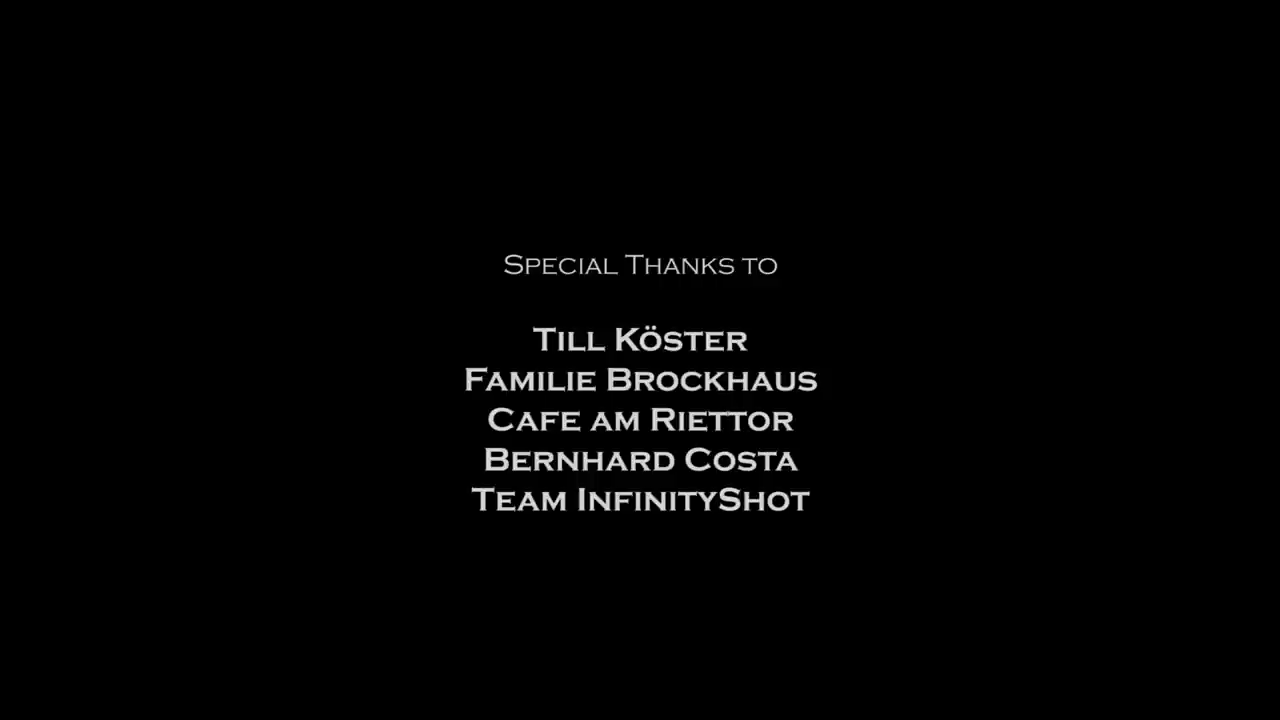 Special Thanks to
Till Köster
Familie Brockhaus
Cafe am Riettor
Bernhard Costa
Team InfinityShot